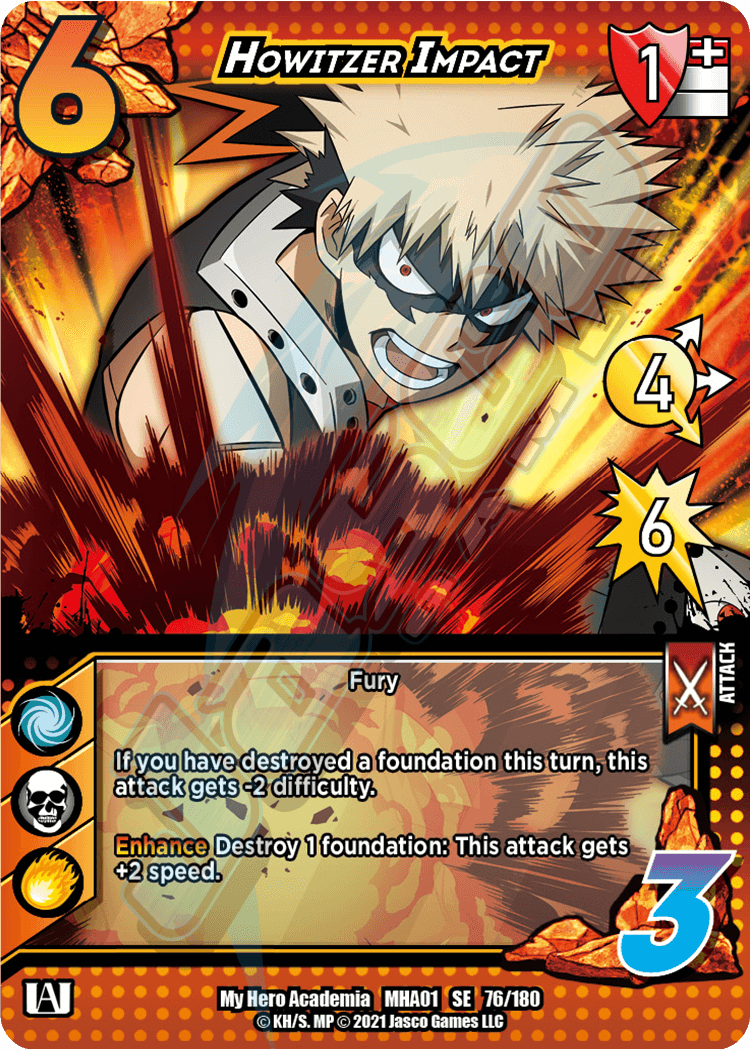 6
HOWITZER IMPACT
1
+
4
6
ATTACK
Fury
If you have destroyed a foundation this turn, this
attack gets -2 difficulty.
Enhance Destroy 1 foundation: This attack gets
+2 speed.
3
My Hero Academia MHA01 SE 76/180
© KH/S. MP © 2021 Jasco Games LLC